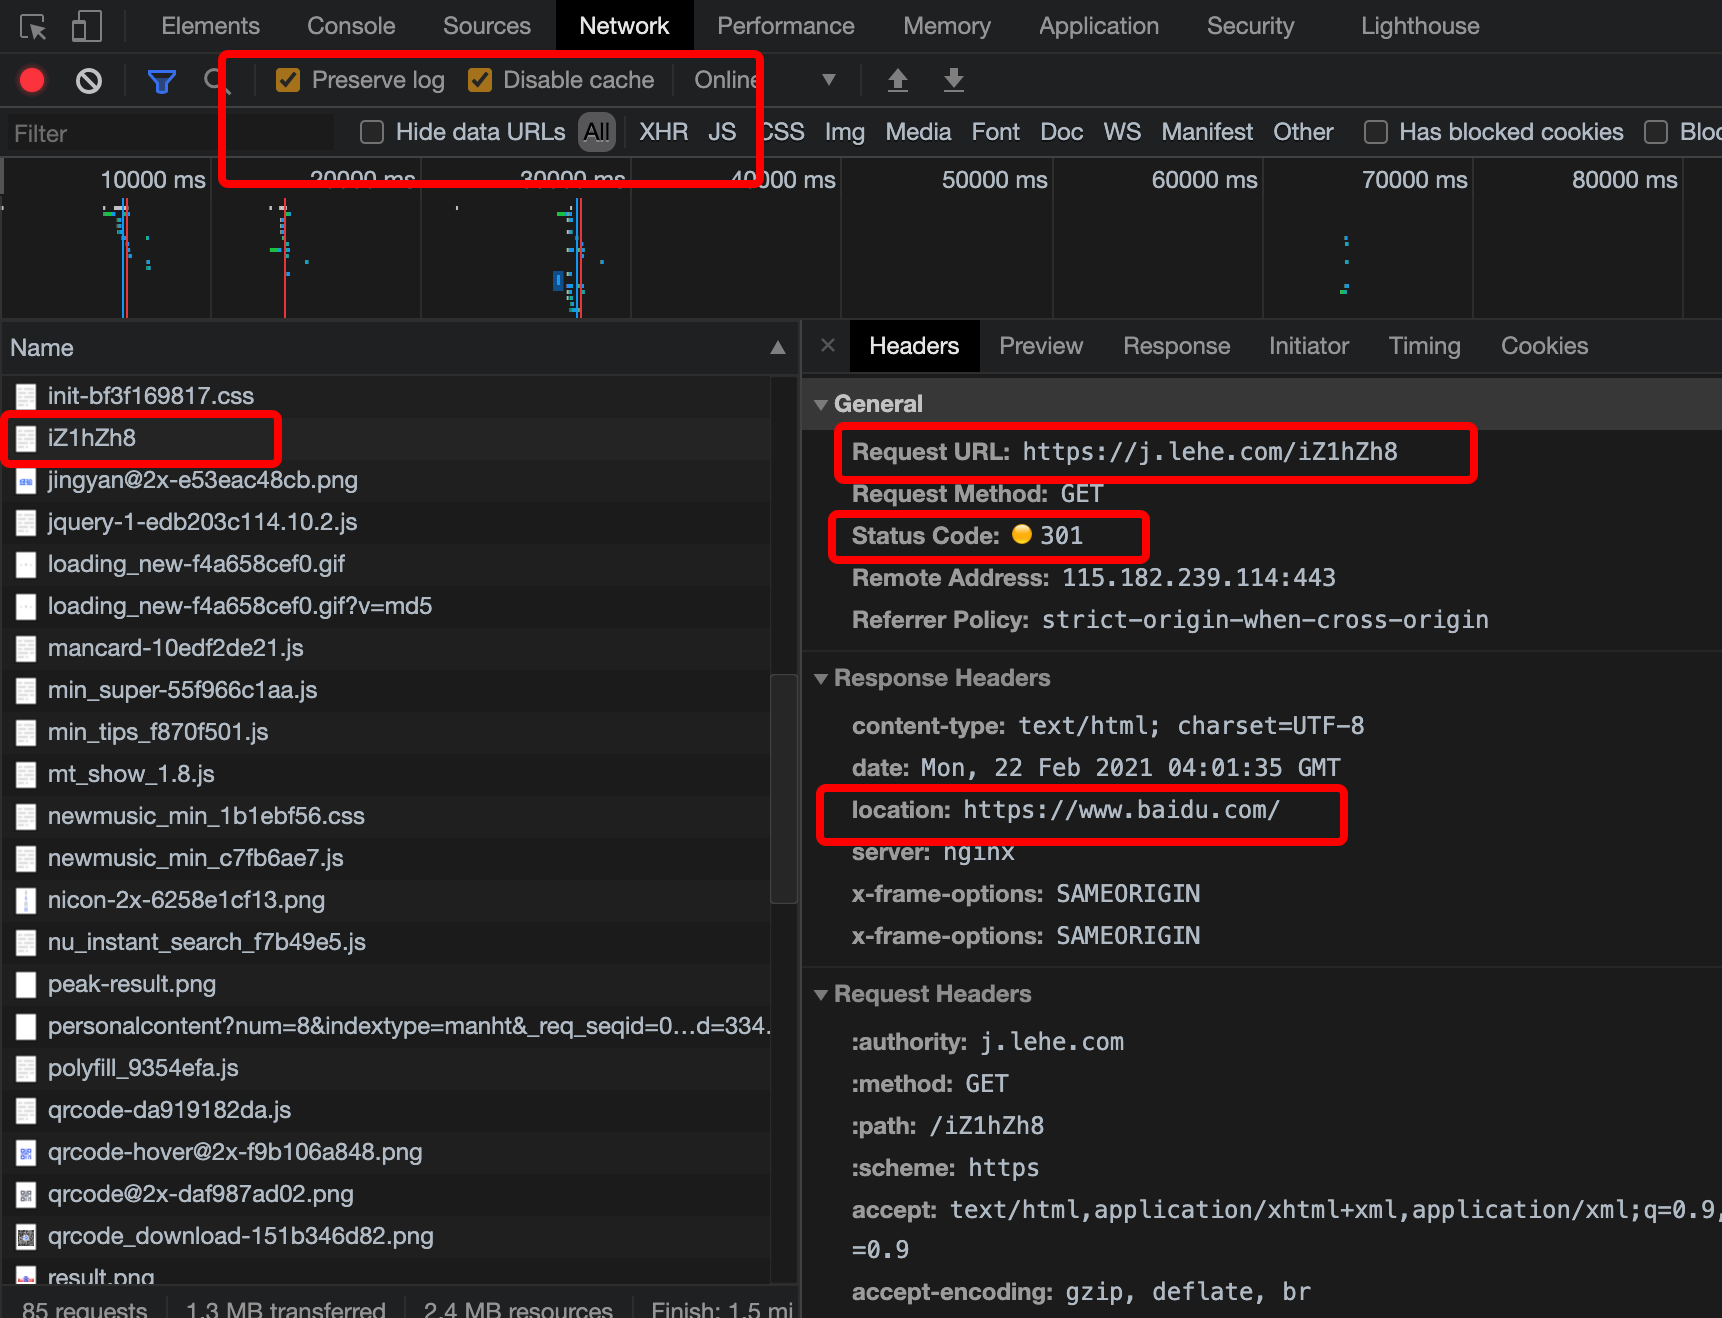 Elements Console Sources Network Performance Memory Application Security Lighthouse
Preserve log Disable cache Online
Filter Hide data URLs All XHR JS CSS Img Media Font Doc WS Manifest Other Has blocked cookies
10000 ms 20000 ms 30000 ms 40000 ms 50000 ms 60000 ms 70000 ms 80000 ms
Name
init-bf3f169817.css
iZ1hZh8
jingyan@2x-e53eac48cb.png
jquery-1-edb203c114.10.2.js
loading_new-f4a658cef0.gif
loading_new-f4a658cef0.gif?v=md5
mancard-10edf2de21.js
min_super-55f966c1aa.js
min_tips_f870f501.js
mt_show_1.8.js
newmusic_min_1b1ebf56.css
newmusic_min_c7fb6ae7.js
nicon-2x-6258e1cf13.png
nu_instant_search_f7b49e5.js
peak-result.png
personalcontent?num=8&indextype=manht&_req_seqid=0…d=334.
polyfill_9354efa.js
qrcode-da919182da.js
qrcode-hover@2x-f9b106a848.png
qrcode@2x-daf987ad02.png
qrcode_download-151b346d82.png
result.png
85 requests 1.3 MB transferred 2.4 MB resources Finish: 1.5 mi
× Headers Preview Response Initiator Timing Cookies
General
Request URL: https://j.lehe.com/iZ1hZh8
Request Method: GET
Status Code: 301
Remote Address: 115.182.239.114:443
Referrer Policy: strict-origin-when-cross-origin
Response Headers
content-type: text/html; charset=UTF-8
date: Mon, 22 Feb 2021 04:01:35 GMT
location: https://www.baidu.com/
server: nginx
x-frame-options: SAMEORIGIN
x-frame-options: SAMEORIGIN
Request Headers
:authority: j.lehe.com
:method: GET
:path: /iZ1hZh8
:scheme: https
accept: text/html,application/xhtml+xml,application/xml;q=0.9,
=0.9
accept-encoding: gzip, deflate, br